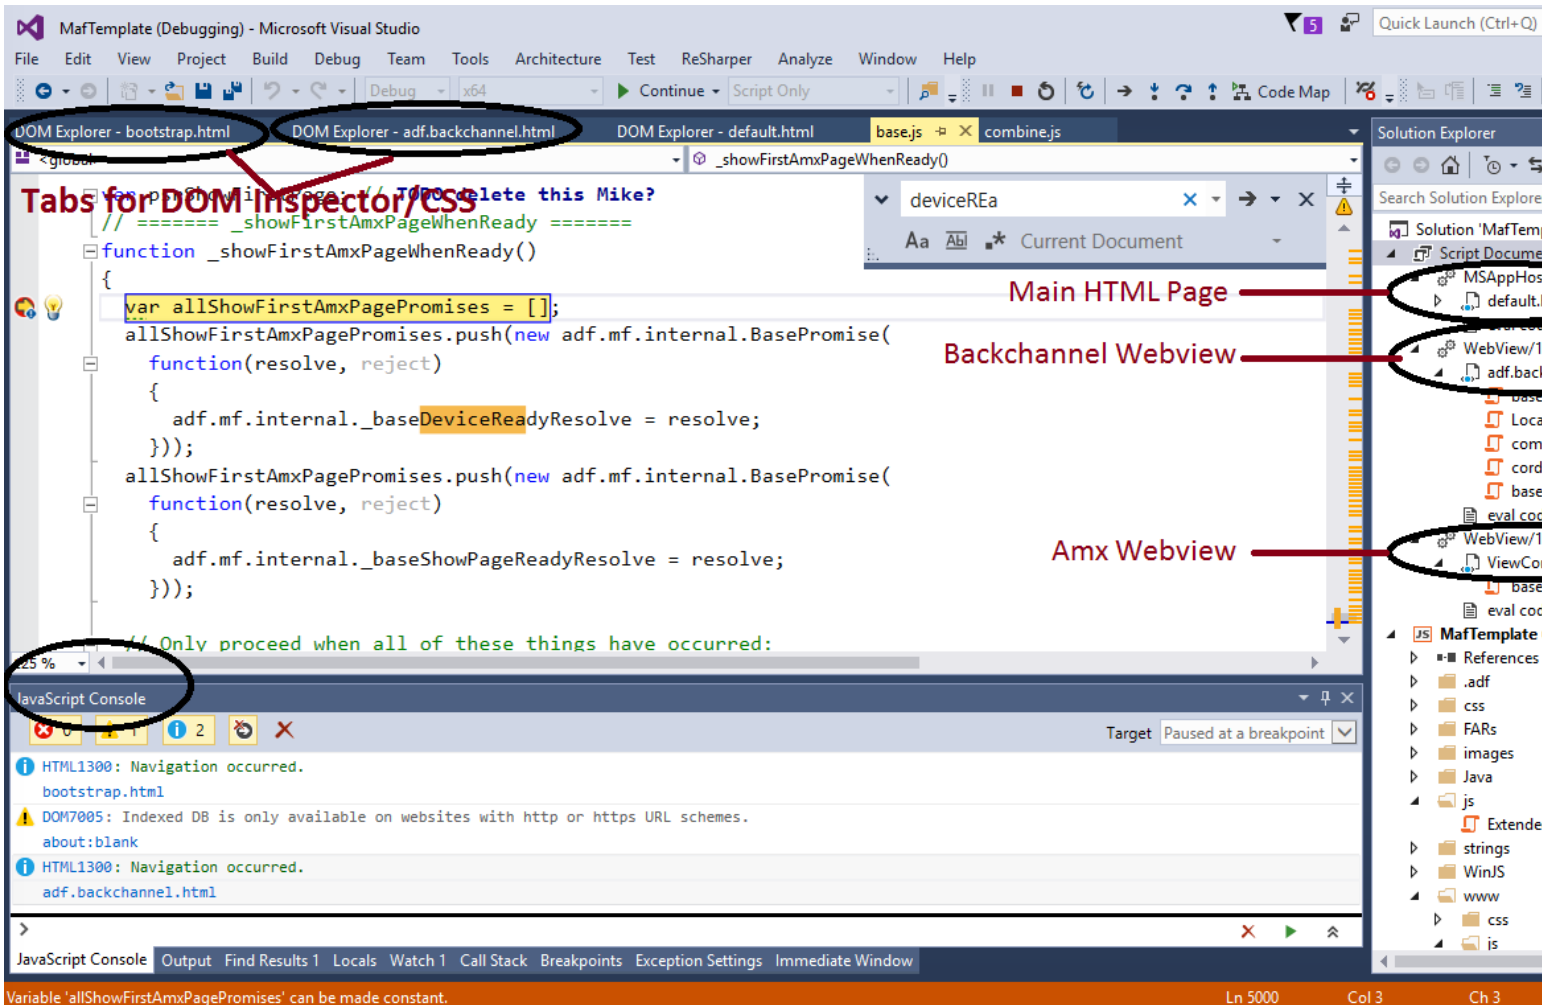 MafTemplate (Debugging) - Microsoft Visual Studio
5
Quick Launch (Ctrl+Q)
File Edit View Project Build Debug Team Tools Architecture Test ReSharper Analyze Window Help
Debug x64 Continue Script Only Code Map
DOM Explorer - bootstrap.html DOM Explorer - adf.backchannel.html DOM Explorer - default.html base.js combine.js
<global> _showFirstAmxPageWhenReady()
Tabs for DOM Inspector/CSS
TODO delete this Mike?
// ======= _showFirstAmxPageWhenReady =======
function _showFirstAmxPageWhenReady()
{
var allShowFirstAmxPagePromises = [];
allShowFirstAmxPagePromises.push(new adf.mf.internal.BasePromise(
function(resolve, reject)
{
adf.mf.internal._baseDeviceReadyResolve = resolve;
}));
allShowFirstAmxPagePromises.push(new adf.mf.internal.BasePromise(
function(resolve, reject)
{
adf.mf.internal._baseShowPageReadyResolve = resolve;
}));
// Only proceed when all of these things have occurred:
deviceREa
Aa Abl .* Current Document
Main HTML Page
Backchannel Webview
Amx Webview
25 %
JavaScript Console
0 1 2
Target Paused at a breakpoint
HTML1300: Navigation occurred.
bootstrap.html
DOM7005: Indexed DB is only available on websites with http or https URL schemes.
about:blank
HTML1300: Navigation occurred.
adf.backchannel.html
JavaScript Console Output Find Results 1 Locals Watch 1 Call Stack Breakpoints Exception Settings Immediate Window
Variable 'allShowFirstAmxPagePromises' can be made constant.
Ln 5000 Col 3 Ch 3
Solution Explorer
Search Solution Explore
Solution 'MafTem
Script Docume
MSAppHos
default.
eval cod
WebView/1
adf.back
base
Loca
com
cord
base
eval coc
WebView/1
ViewCo
base
eval coc
JS MafTemplate
References
.adf
css
FARs
images
Java
js
Extende
strings
WinJS
www
css
js